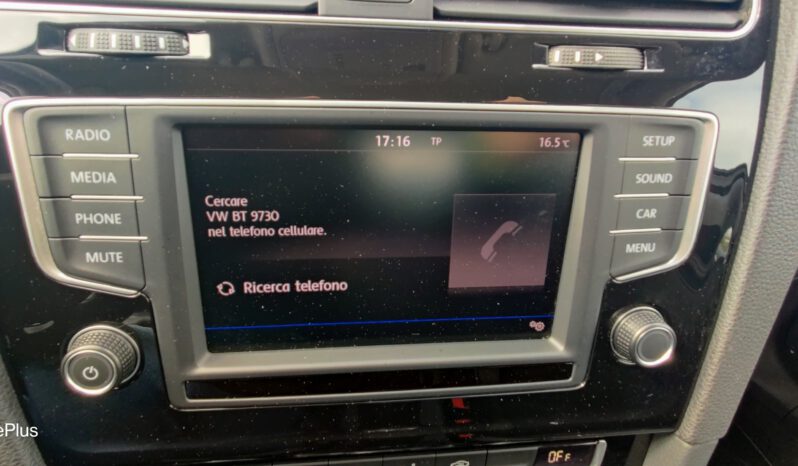 RADIO
MEDIA
PHONE
MUTE
17:16 TP 16.5°C
Cercare
VW BT 9730
nel telefono cellulare.
Ricerca telefono
SETUP
SOUND
CAR
MENU
ePlus
OFF